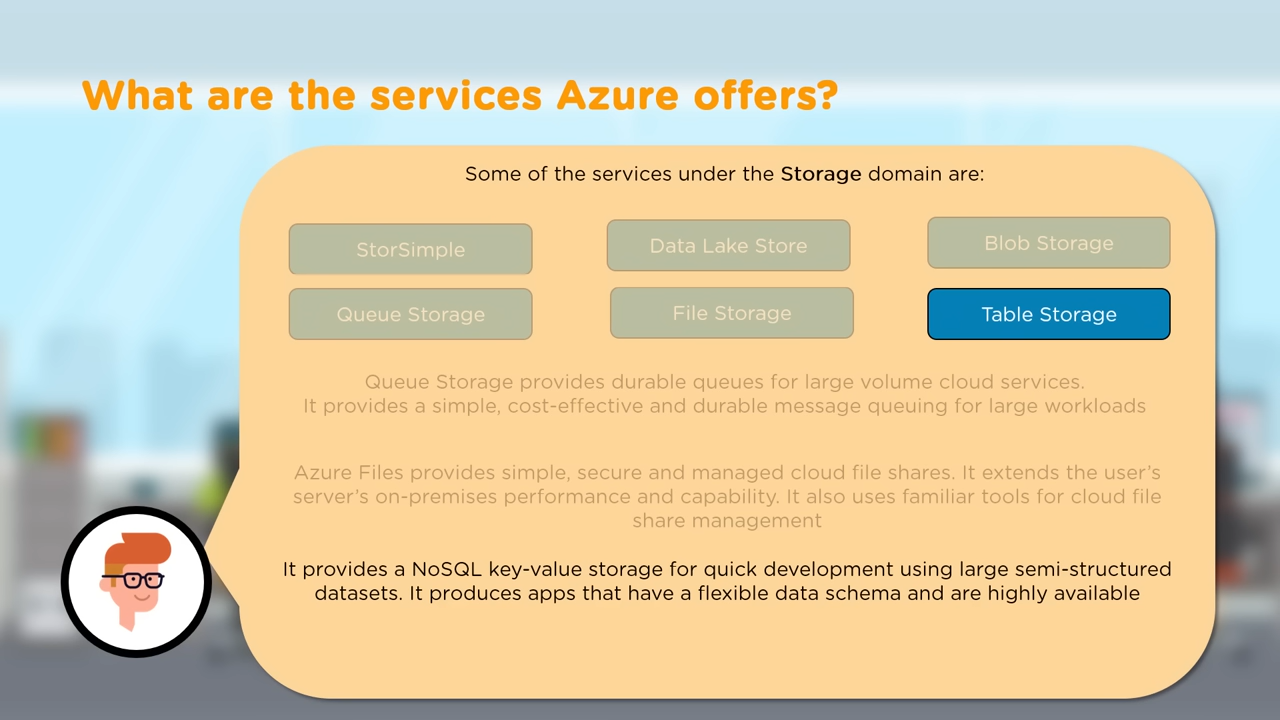 What are the services Azure offers?
Some of the services under the Storage domain are:
StorSimple
Data Lake Store
Blob Storage
Queue Storage
File Storage
Table Storage
Queue Storage provides durable queues for large volume cloud services.
It provides a simple, cost-effective and durable message queuing for large workloads
Azure Files provides simple, secure and managed cloud file shares. It extends the user’s
server’s on-premises performance and capability. It also uses familiar tools for cloud file
share management
It provides a NoSQL key-value storage for quick development using large semi-structured
datasets. It produces apps that have a flexible data schema and are highly available